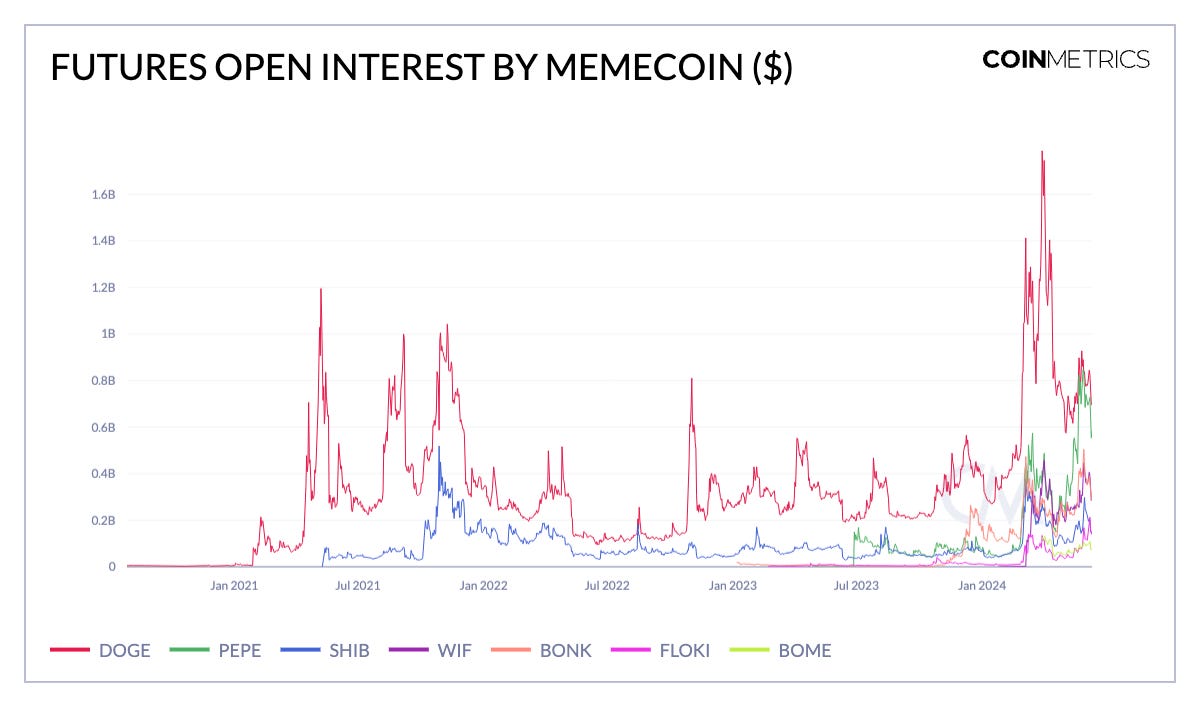 FUTURES OPEN INTEREST BY MEMECOIN ($)
COINMETRICS
1.6B
1.4B
1.2B
1B
0.8B
0.6B
0.4B
0.2B
0
Jan 2021 Jul 2021 Jan 2022 Jul 2022 Jan 2023 Jul 2023 Jan 2024
DOGE PEPE SHIB WIF BONK FLOKI BOME